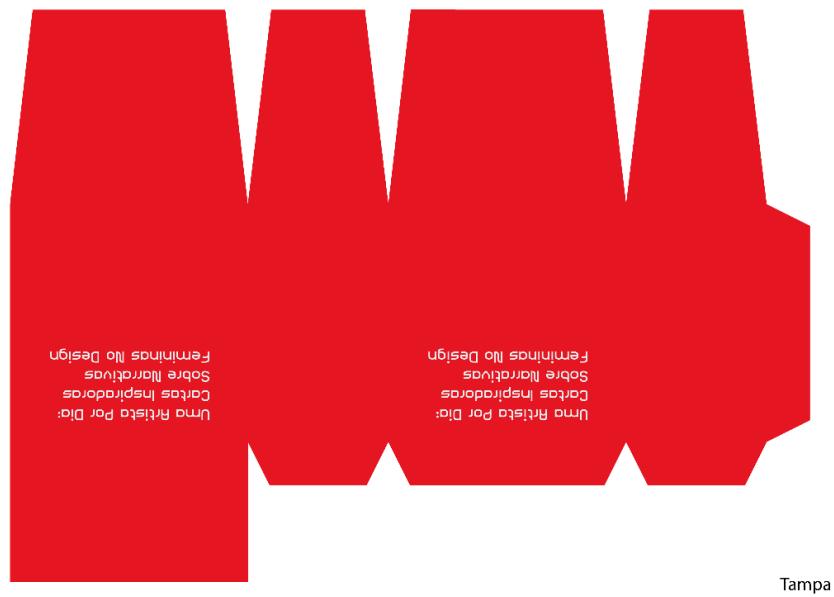 Uma Artista Por Dia:
Cartas Inspiradoras
Sobre Narrativas
Femininas No Design
Uma Artista Por Dia:
Cartas Inspiradoras
Sobre Narrativas
Femininas No Design
Tampa